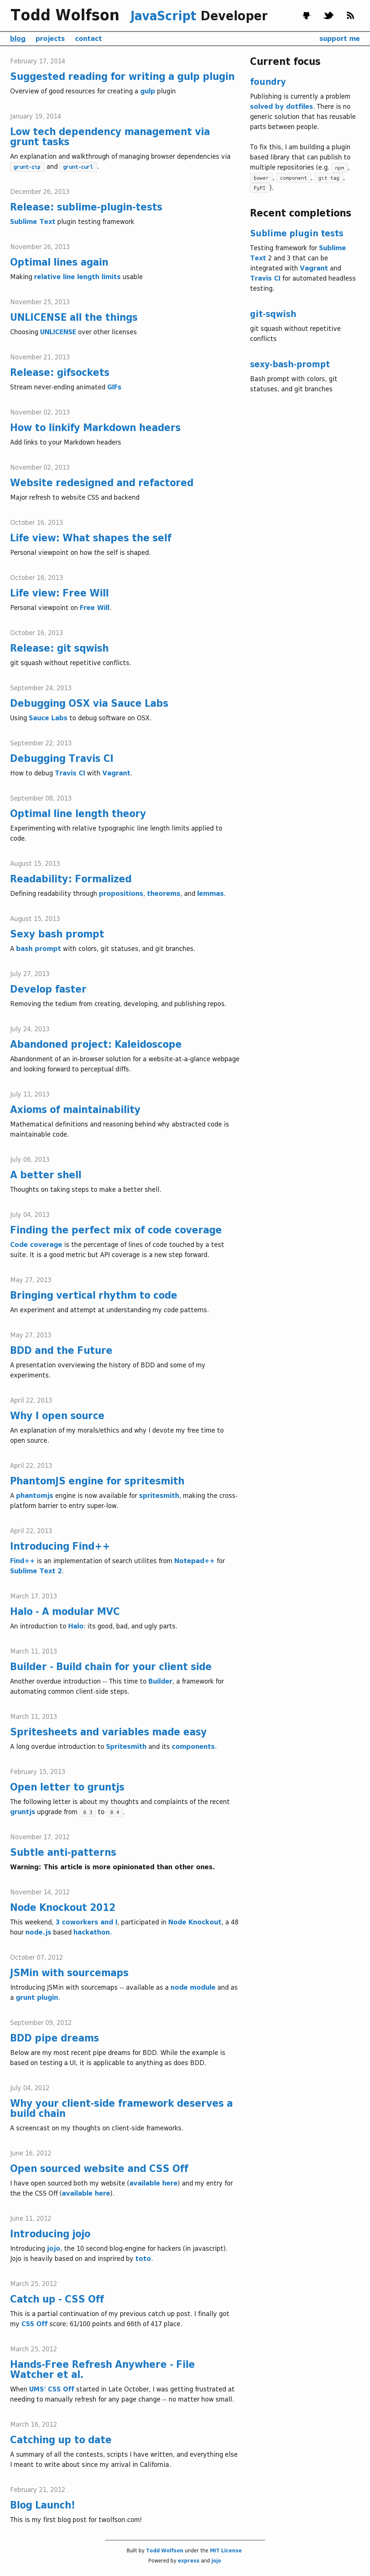 Todd Wolfson JavaScript Developer
blog projects contact support me
February 17, 2014
Suggested reading for writing a gulp plugin
Overview of good resources for creating a gulp plugin
January 19, 2014
Low tech dependency management via
grunt tasks
An explanation and walkthrough of managing browser dependencies via
grunt-zip and grunt-curl .
December 26, 2013
Release: sublime-plugin-tests
Sublime Text plugin testing framework
November 26, 2013
Optimal lines again
Making relative line length limits usable
November 25, 2013
UNLICENSE all the things
Choosing UNLICENSE over other licenses
November 21, 2013
Release: gifsockets
Stream never-ending animated GIFs
November 02, 2013
How to linkify Markdown headers
Add links to your Markdown headers
November 02, 2013
Website redesigned and refactored
Major refresh to website CSS and backend
October 16, 2013
Life view: What shapes the self
Personal viewpoint on how the self is shaped.
October 16, 2013
Life view: Free Will
Personal viewpoint on Free Will.
October 16, 2013
Release: git sqwish
git squash without repetitive conflicts.
September 24, 2013
Debugging OSX via Sauce Labs
Using Sauce Labs to debug software on OSX.
September 22, 2013
Debugging Travis CI
How to debug Travis CI with Vagrant.
September 08, 2013
Optimal line length theory
Experimenting with relative typographic line length limits applied to
code.
August 15, 2013
Readability: Formalized
Defining readability through propositions, theorems, and lemmas.
August 15, 2013
Sexy bash prompt
A bash prompt with colors, git statuses, and git branches.
July 27, 2013
Develop faster
Removing the tedium from creating, developing, and publishing repos.
July 24, 2013
Abandoned project: Kaleidoscope
Abandonment of an in-browser solution for a website-at-a-glance webpage
and looking forward to perceptual diffs.
July 11, 2013
Axioms of maintainability
Mathematical definitions and reasoning behind why abstracted code is
maintainable code.
July 06, 2013
A better shell
Thoughts on taking steps to make a better shell.
July 04, 2013
Finding the perfect mix of code coverage
Code coverage is the percentage of lines of code touched by a test
suite. It is a good metric but API coverage is a new step forward.
May 27, 2013
Bringing vertical rhythm to code
An experiment and attempt at understanding my code patterns.
May 27, 2013
BDD and the Future
A presentation overviewing the history of BDD and some of my
experiments.
April 22, 2013
Why I open source
An explanation of my morals/ethics and why I devote my free time to
open source.
April 22, 2013
PhantomJS engine for spritesmith
A phantomjs engine is now available for spritesmith, making the cross-
platform barrier to entry super-low.
April 22, 2013
Introducing Find++
Find++ is an implementation of search utilites from Notepad++ for
Sublime Text 2.
March 17, 2013
Halo - A modular MVC
An introduction to Halo: its good, bad, and ugly parts.
March 11, 2013
Builder - Build chain for your client side
Another overdue introduction -- This time to Builder, a framework for
automating common client-side steps.
March 11, 2013
Spritesheets and variables made easy
A long overdue introduction to Spritesmith and its components.
February 15, 2013
Open letter to gruntjs
The following letter is about my thoughts and complaints of the recent
gruntjs upgrade from 0.3 to 0.4 .
November 17, 2012
Subtle anti-patterns
Warning: This article is more opinionated than other ones.
November 14, 2012
Node Knockout 2012
This weekend, 3 coworkers and I, participated in Node Knockout, a 48
hour node.js based hackathon.
October 07, 2012
JSMin with sourcemaps
Introducing JSMin with sourcemaps -- available as a node module and as
a grunt plugin.
September 09, 2012
BDD pipe dreams
Below are my most recent pipe dreams for BDD. While the example is
based on testing a UI, it is applicable to anything as does BDD.
July 04, 2012
Why your client-side framework deserves a
build chain
A screencast on my thoughts on client-side frameworks.
June 16, 2012
Open sourced website and CSS Off
I have open sourced both my website (available here) and my entry for
the the CSS Off (available here).
June 11, 2012
Introducing jojo
Introducing jojo, the 10 second blog-engine for hackers (in javascript).
Jojo is heavily based on and insprired by toto.
March 25, 2012
Catch up - CSS Off
This is a partial continuation of my previous catch up post. I finally got
my CSS Off score; 61/100 points and 66th of 417 place.
March 25, 2012
Hands-Free Refresh Anywhere - File
Watcher et al.
When UMS' CSS Off started in Late October, I was getting frustrated at
needing to manually refresh for any page change -- no matter how small.
March 16, 2012
Catching up to date
A summary of all the contests, scripts I have written, and everything else
I meant to write about since my arrival in California.
February 21, 2012
Blog Launch!
This is my first blog post for twolfson.com!
Current focus
foundry
Publishing is currently a problem
solved by dotfiles. There is no
generic solution that has reusable
parts between people.
To fix this, I am building a plugin
based library that can publish to
multiple repositories (e.g. npm ,
bower , component , git tag ,
PyPI ).
Recent completions
Sublime plugin tests
Testing framework for Sublime
Text 2 and 3 that can be
integrated with Vagrant and
Travis CI for automated headless
testing.
git-sqwish
git squash without repetitive
conflicts
sexy-bash-prompt
Bash prompt with colors, git
statuses, and git branches
Built by Todd Wolfson under the MIT License
Powered by express and jojo